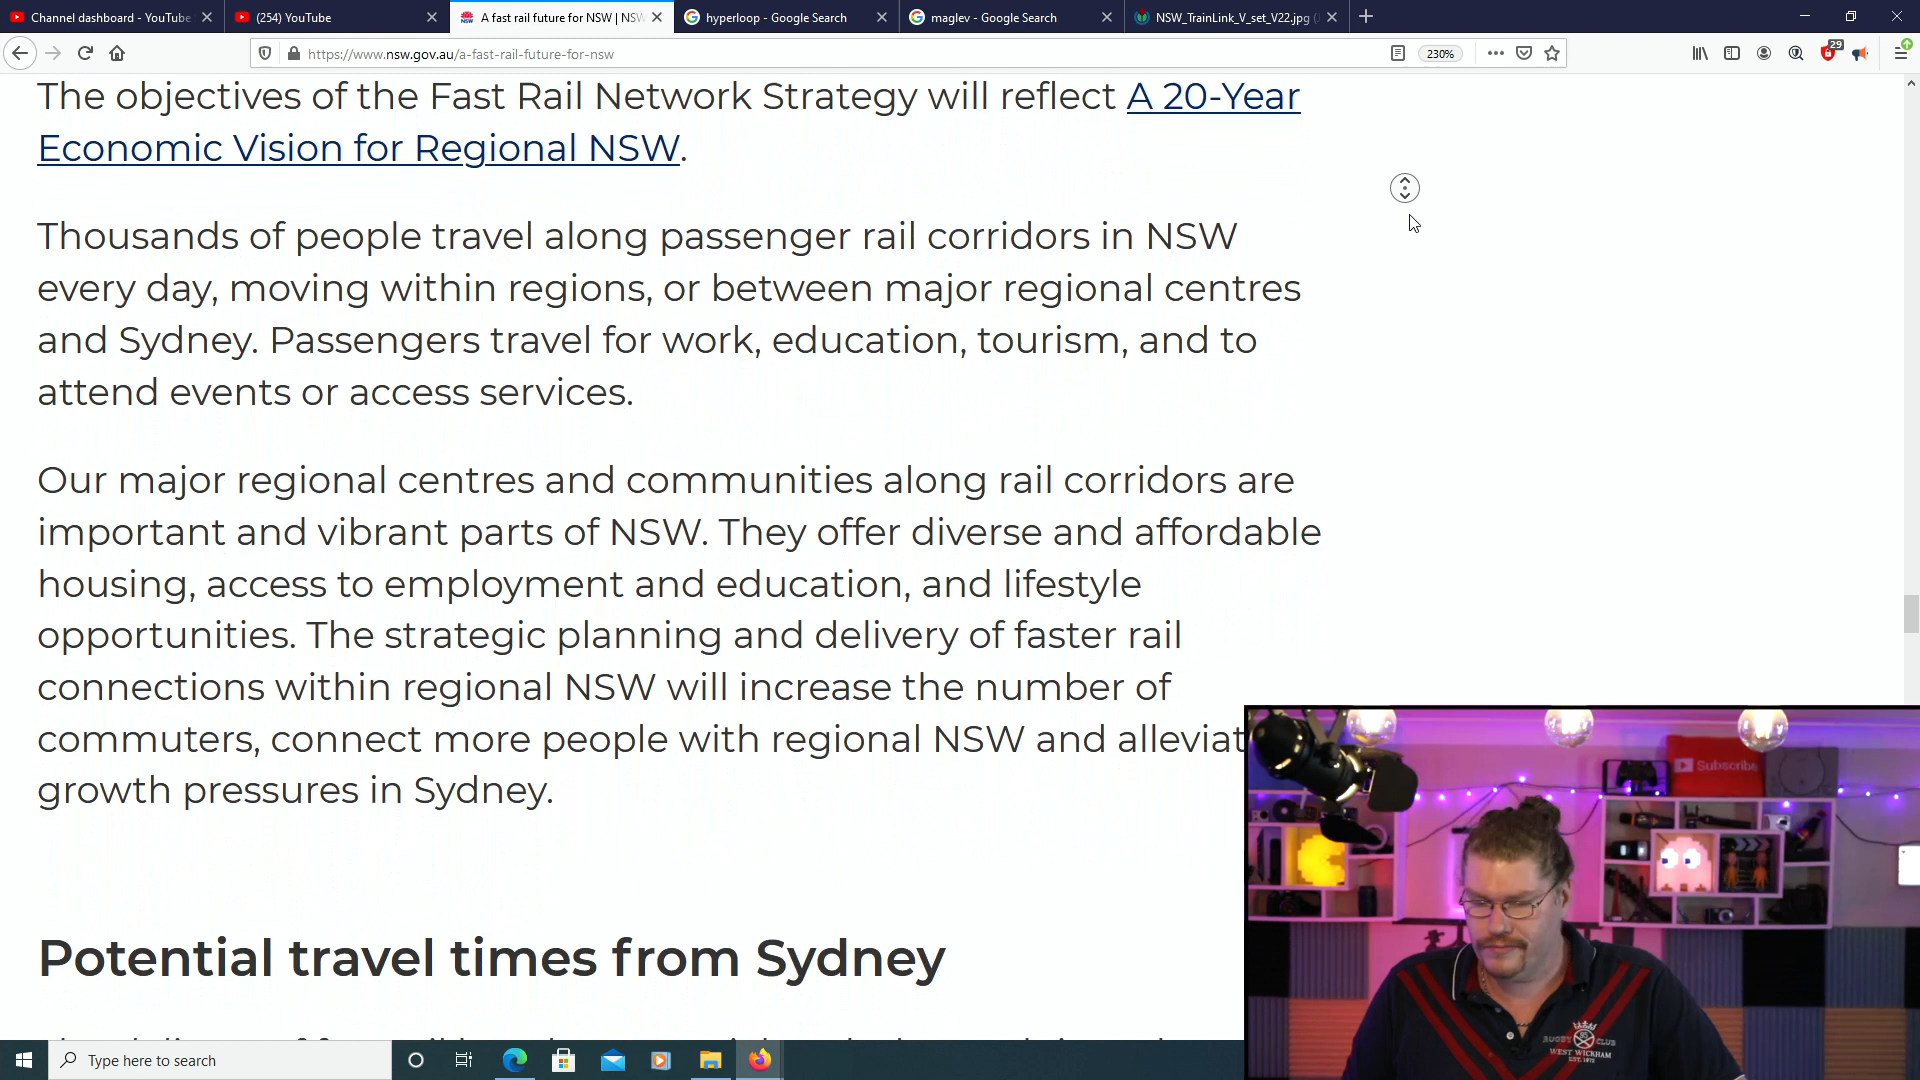 Channel dashboard - YouTube
(254) YouTube
A fast rail future for NSW | NSW
hyperloop - Google Search
maglev - Google Search
NSW_TrainLink_V_set_V22.jpg (
https://www.nsw.gov.au/a-fast-rail-future-for-nsw
230%
29
The objectives of the Fast Rail Network Strategy will reflect A 20-Year
Economic Vision for Regional NSW.
Thousands of people travel along passenger rail corridors in NSW
every day, moving within regions, or between major regional centres
and Sydney. Passengers travel for work, education, tourism, and to
attend events or access services.
Our major regional centres and communities along rail corridors are
important and vibrant parts of NSW. They offer diverse and affordable
housing, access to employment and education, and lifestyle
opportunities. The strategic planning and delivery of faster rail
connections within regional NSW will increase the number of
commuters, connect more people with regional NSW and alleviat
growth pressures in Sydney.
Potential travel times from Sydney
Subscribe
RUGBY CLUB
WEST WICKHAM
Type here to search